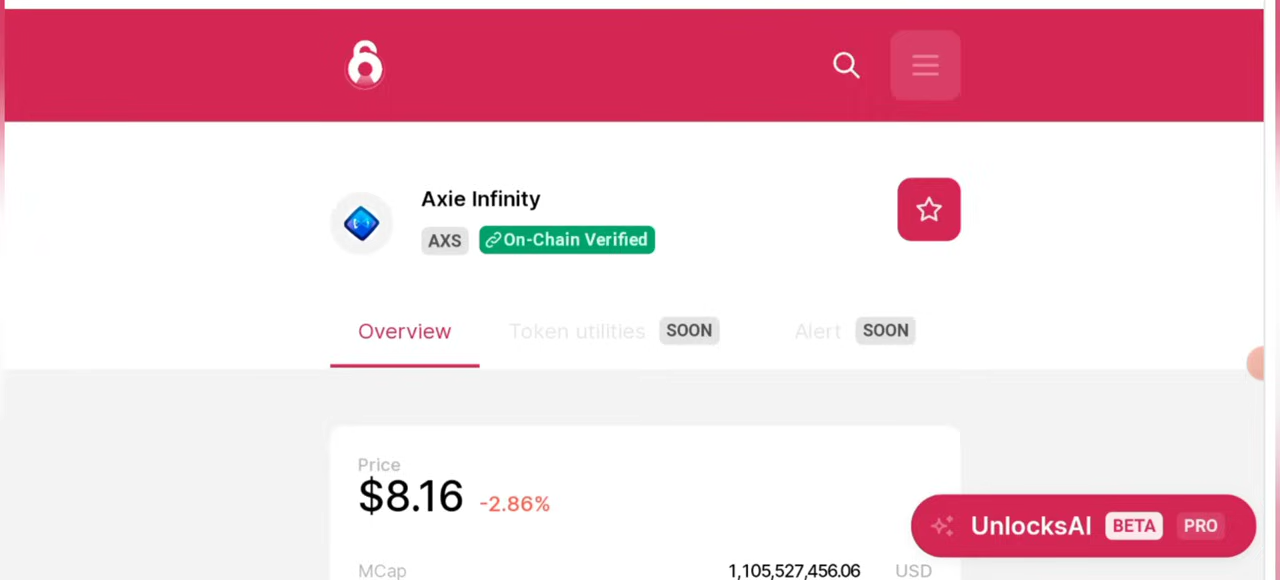 Axie Infinity
AXS On-Chain Verified
Overview Token utilities SOON Alert SOON
Price
$8.16 -2.86%
UnlocksAI BETA PRO
MCap 1,105,527,456.06 USD